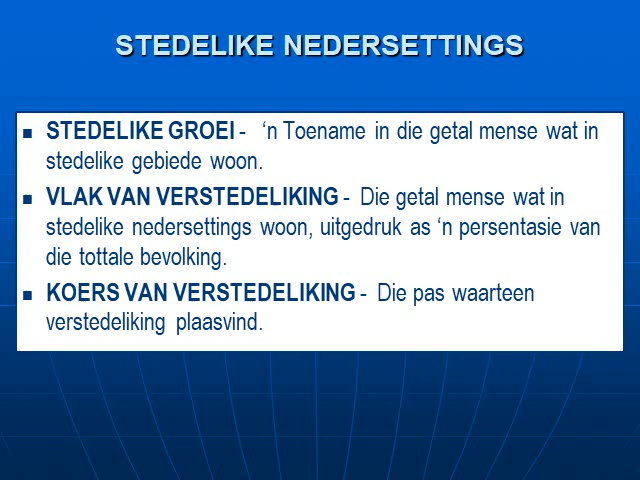 STEDELIKE NEDERSETTINGS
■ STEDELIKE GROEI - ‘n Toename in die getal mense wat in
stedelike gebiede woon.
■ VLAK VAN VERSTEDELIKING - Die getal mense wat in
stedelike nedersettings woon, uitgedruk as ‘n persentasie van
die tottale bevolking.
■ KOERS VAN VERSTEDELIKING - Die pas waarteen
verstedeliking plaasvind.